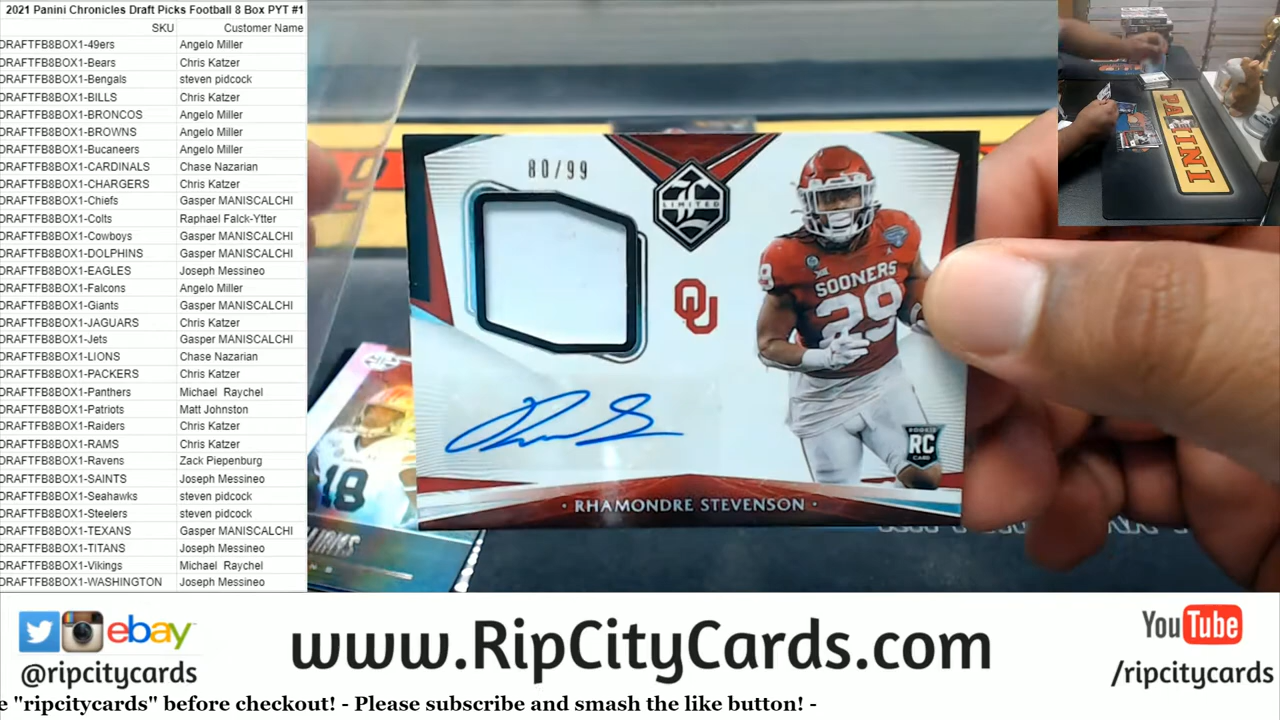 2021 Panini Chronicles Draft Picks Football 8 Box PYT #1
SKU Customer Name
DRAFTFB8BOX1-49ers Angelo Miller
DRAFTFB8BOX1-Bears Chris Katzer
DRAFTFB8BOX1-Bengals steven pidcock
DRAFTFB8BOX1-BILLS Chris Katzer
DRAFTFB8BOX1-BRONCOS Angelo Miller
DRAFTFB8BOX1-BROWNS Angelo Miller
DRAFTFB8BOX1-Bucaneers Angelo Miller
DRAFTFB8BOX1-CARDINALS Chase Nazarian
DRAFTFB8BOX1-CHARGERS Chris Katzer
DRAFTFB8BOX1-Chiefs Gasper MANISCALCHI
DRAFTFB8BOX1-Colts Raphael Falck-Ytter
DRAFTFB8BOX1-Cowboys Gasper MANISCALCHI
DRAFTFB8BOX1-DOLPHINS Gasper MANISCALCHI
DRAFTFB8BOX1-EAGLES Joseph Messineo
DRAFTFB8BOX1-Falcons Angelo Miller
DRAFTFB8BOX1-Giants Gasper MANISCALCHI
DRAFTFB8BOX1-JAGUARS Chris Katzer
DRAFTFB8BOX1-Jets Gasper MANISCALCHI
DRAFTFB8BOX1-LIONS Chase Nazarian
DRAFTFB8BOX1-PACKERS Chris Katzer
DRAFTFB8BOX1-Panthers Michael Raychel
DRAFTFB8BOX1-Patriots Matt Johnston
DRAFTFB8BOX1-Raiders Chris Katzer
DRAFTFB8BOX1-RAMS Chris Katzer
DRAFTFB8BOX1-Ravens Zack Piepenburg
DRAFTFB8BOX1-SAINTS Joseph Messineo
DRAFTFB8BOX1-Seahawks steven pidcock
DRAFTFB8BOX1-Steelers steven pidcock
DRAFTFB8BOX1-TEXANS Gasper MANISCALCHI
DRAFTFB8BOX1-TITANS Joseph Messineo
DRAFTFB8BOX1-Vikings Michael Raychel
DRAFTFB8BOX1-WASHINGTON Joseph Messineo
80/99
L
LIMITED
OU
SOONERS
29
ROOKIE
RC
CARD
RHAMONDRE STEVENSON
18
PANINI
ebay
@ripcitycards
www.RipCityCards.com
YouTube
/ripcitycards
e "ripcitycards" before checkout! - Please subscribe and smash the like button! -